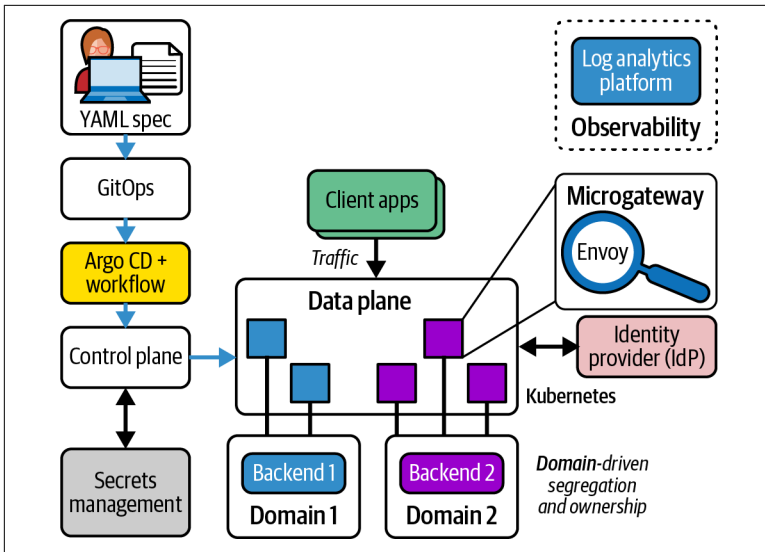 YAML spec
GitOps
Argo CD +
workflow
Control plane
Secrets
management
Client apps
Traffic
Data plane
Log analytics
platform
Observability
Microgateway
Envoy
Identity
provider (IdP)
Kubernetes
Backend 1
Domain 1
Backend 2
Domain 2
Domain-driven
segregation
and ownership